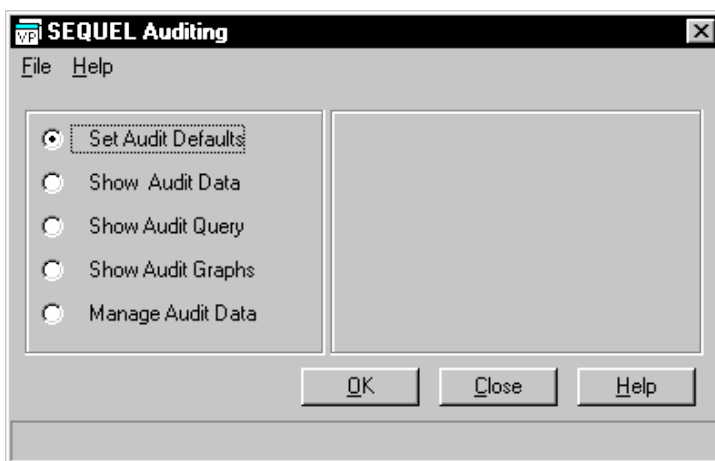 VP SEQUEL Auditing
File Help
Set Audit Defaults
Show Audit Data
Show Audit Query
Show Audit Graphs
Manage Audit Data
OK Close Help